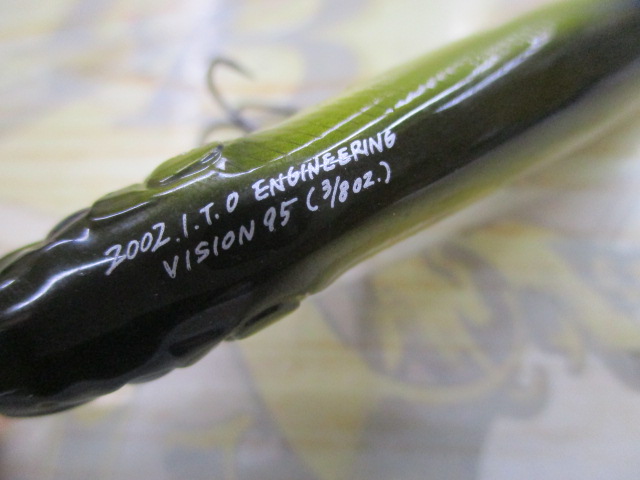 2002.I.T.O ENGINEERING
VISION 95 (3/8oz.)